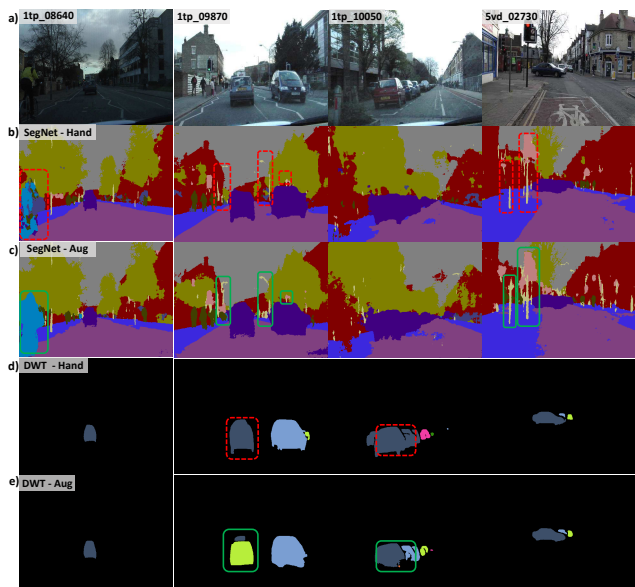 a) 1tp_08640 1tp_09870 1tp_10050 5vd_02730
b) SegNet - Hand
c) SegNet - Aug
d) DWT - Hand
e) DWT - Aug